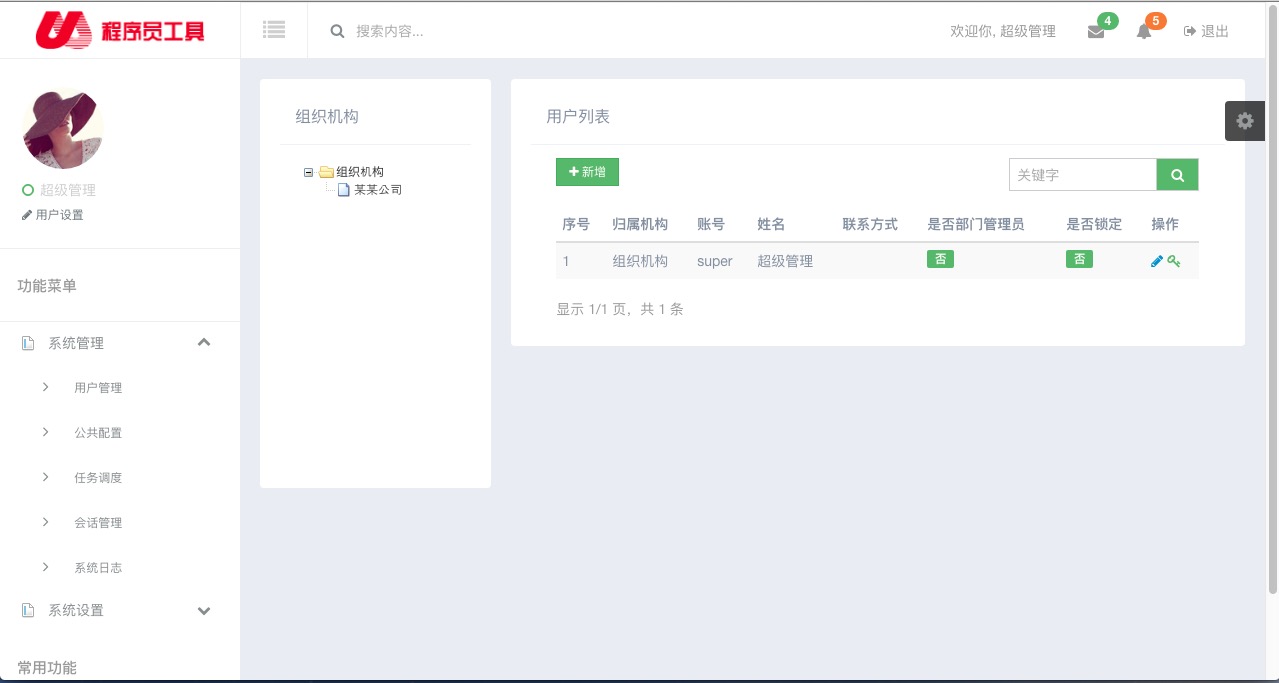 程序员工具
搜索内容...
欢迎你, 超级管理
4
5
退出
超级管理
用户设置
功能菜单
系统管理
用户管理
公共配置
任务调度
会话管理
系统日志
系统设置
常用功能
组织机构
组织机构
某某公司
用户列表
新增
关键字
序号 归属机构 账号 姓名 联系方式 是否部门管理员 是否锁定 操作
1 组织机构 super 超级管理 否 否
显示 1/1 页，共 1 条